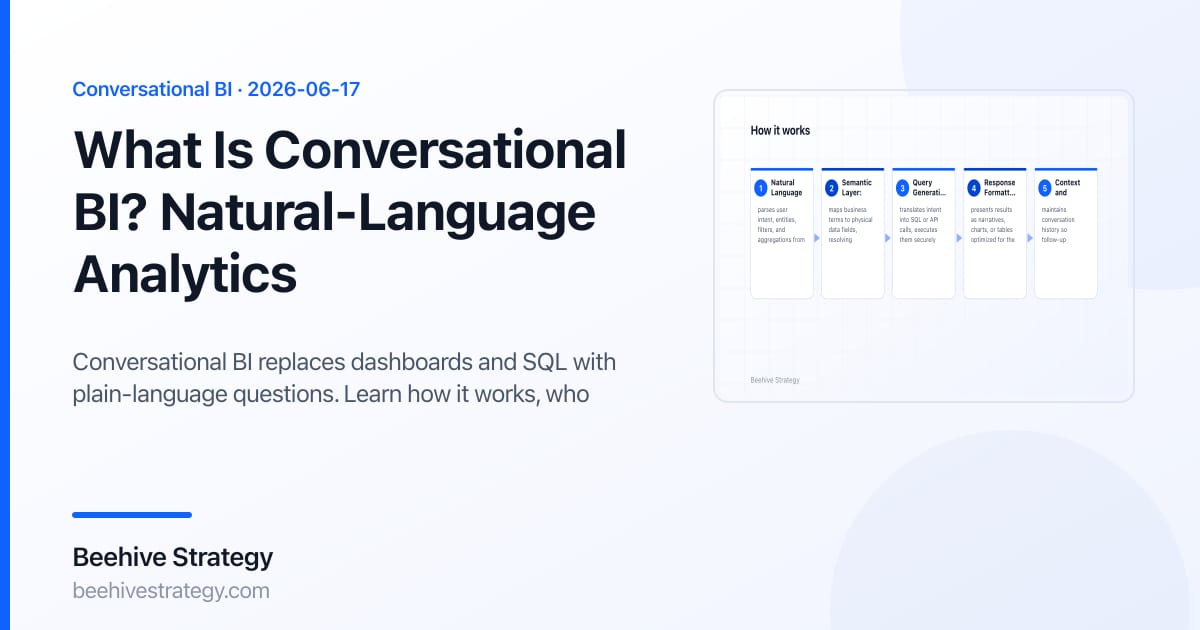 Conversational BI · 2026-06-17
What Is Conversational
BI? Natural-Language
Analytics
Conversational BI replaces dashboards and SQL with
plain-language questions. Learn how it works, who
Beehive Strategy
beehivestrategy.com
How it works
1 Natural
Language
parses user
intent, entities,
filters, and
aggregations from
2 Semantic
Layer:
maps business
terms to physical
data fields,
resolving
3 Query
Generati...
translates intent
into SQL or API
calls, executes
them securely
4 Response
Formatt...
presents results
as narratives,
charts, or tables
optimized for the
5 Context
and
maintains
conversation
history so
follow-up
Beehive Strategy